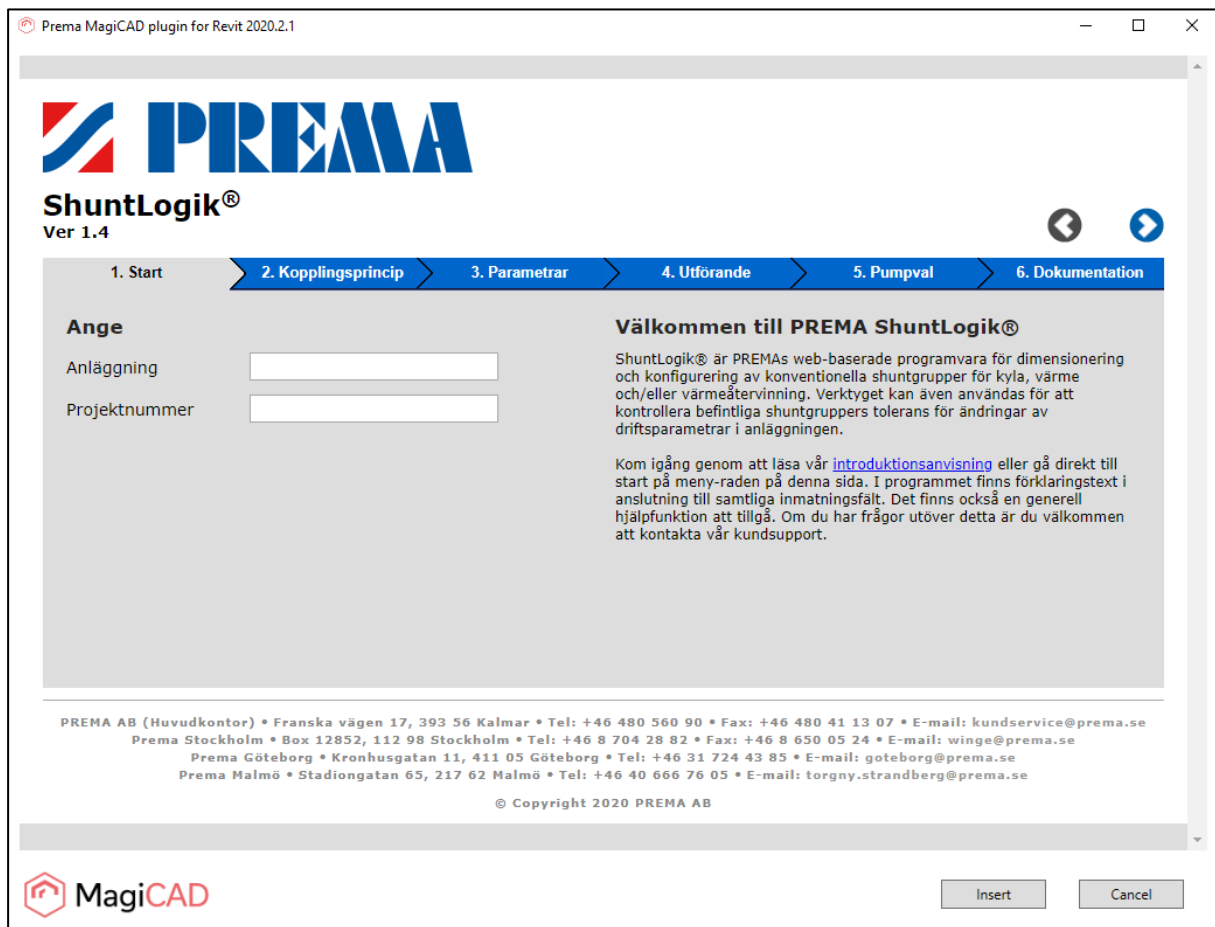 Prema MagiCAD plugin for Revit 2020.2.1
PREMA
ShuntLogik®
Ver 1.4
1. Start
2. Kopplingsprincip
3. Parametrar
4. Utförande
5. Pumpval
6. Dokumentation
Ange
Anläggning
Projektnummer
Välkommen till PREMA ShuntLogik®
ShuntLogik® är PREMAs web-baserade programvara för dimensionering
och konfigurering av konventionella shuntgrupper för kyla, värme
och/eller värmeåtervinning. Verktyget kan även användas för att
kontrollera befintliga shuntgruppers tolerans för ändringar av
driftsparametrar i anläggningen.
Kom igång genom att läsa vår introduktionsanvisning eller gå direkt till
start på meny-raden på denna sida. I programmet finns förklaringstext i
anslutning till samtliga inmatningsfält. Det finns också en generell
hjälpfunktion att tillgå. Om du har frågor utöver detta är du välkommen
att kontakta vår kundsupport.
PREMA AB (Huvudkontor) • Franska vägen 17, 393 56 Kalmar • Tel: +46 480 560 90 • Fax: +46 480 41 13 07 • E-mail: kundservice@prema.se
Prema Stockholm • Box 12852, 112 98 Stockholm • Tel: +46 8 704 28 82 • Fax: +46 8 650 05 24 • E-mail: winge@prema.se
Prema Göteborg • Kronhusgatan 11, 411 05 Göteborg • Tel: +46 31 724 43 85 • E-mail: goteborg@prema.se
Prema Malmö • Stadiongatan 65, 217 62 Malmö • Tel: +46 40 666 76 05 • E-mail: torgny.strandberg@prema.se
© Copyright 2020 PREMA AB
MagiCAD
Insert
Cancel